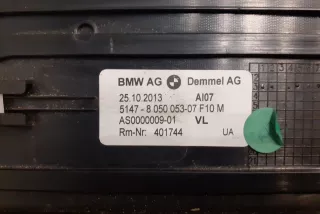 BMW AG Demmel AG
25.10.2013 AI07
5147 - 8 050 053-07 F10 M
AS0000009-01 VL
Rm-Nr: 401744 UA